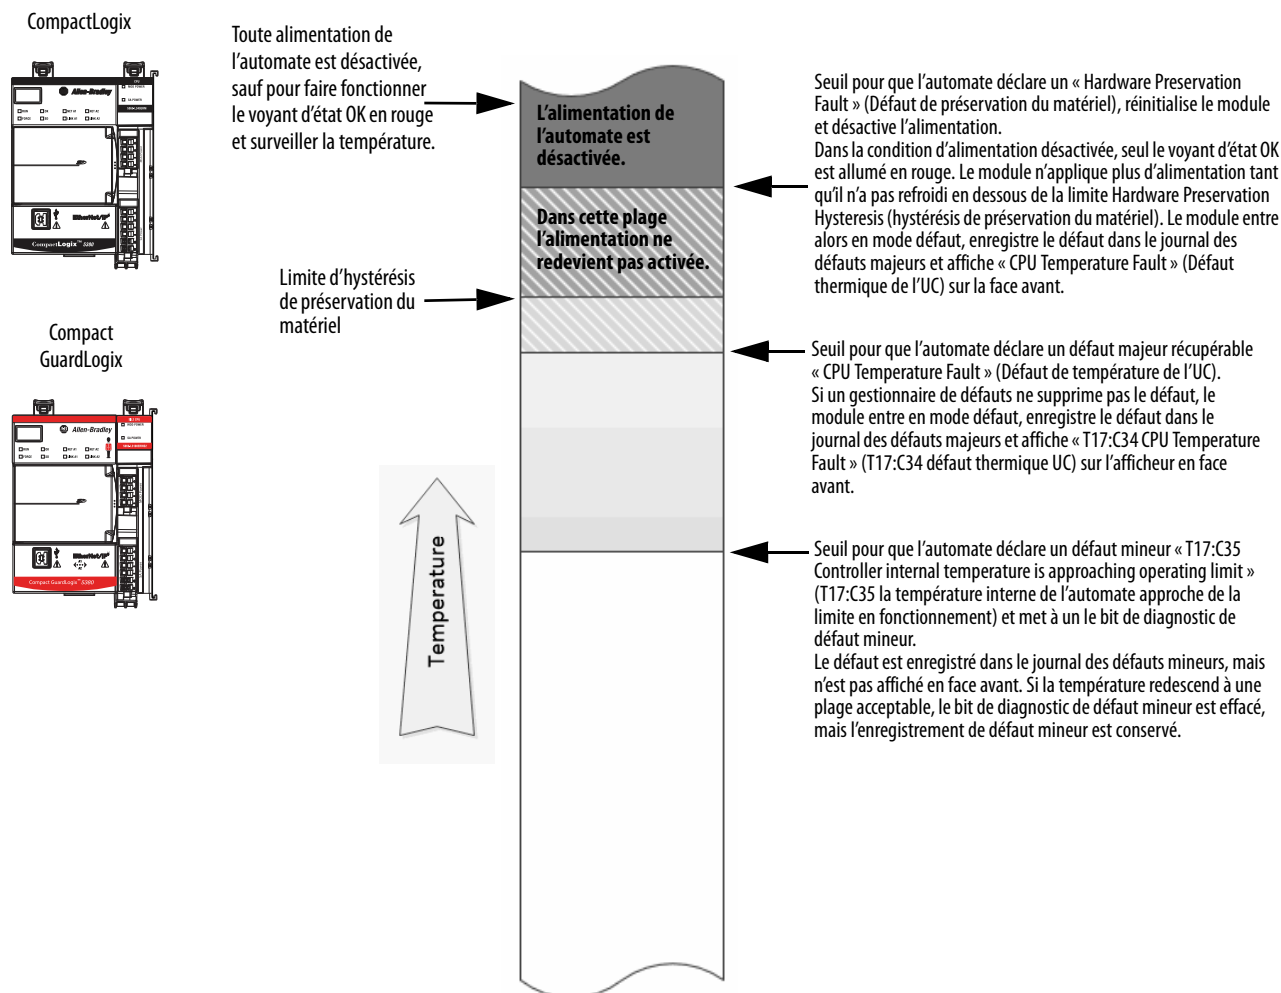 CompactLogix
Allen-Bradley
EtherNet/IP
CompactLogix™ 5380
Compact
GuardLogix
Allen-Bradley
EtherNet/IP
Compact GuardLogix™ 5380
Toute alimentation de
l'automate est désactivée,
sauf pour faire fonctionner
le voyant d'état OK en rouge
et surveiller la température.
Limite d'hystérésis
de préservation du
matériel
Temperature
L'alimentation de
l'automate est
désactivée.
Dans cette plage
l'alimentation ne
redevient pas activée.
Seuil pour que l'automate déclare un « Hardware Preservation
Fault » (Défaut de préservation du matériel), réinitialise le module
et désactive l'alimentation.
Dans la condition d'alimentation désactivée, seul le voyant d'état OK
est allumé en rouge. Le module n'applique plus d'alimentation tant
qu'il n'a pas refroidi en dessous de la limite Hardware Preservation
Hysteresis (hystérésis de préservation du matériel). Le module entre
alors en mode défaut, enregistre le défaut dans le journal des
défauts majeurs et affiche « CPU Temperature Fault » (Défaut
thermique de l'UC) sur la face avant.
Seuil pour que l'automate déclare un défaut majeur récupérable
« CPU Temperature Fault » (Défaut de température de l'UC).
Si un gestionnaire de défauts ne supprime pas le défaut, le
module entre en mode défaut, enregistre le défaut dans le
journal des défauts majeurs et affiche « T17:C34 CPU Temperature
Fault » (T17:C34 défaut thermique UC) sur l'afficheur en face
avant.
Seuil pour que l'automate déclare un défaut mineur « T17:C35
Controller internal temperature is approaching operating limit »
(T17:C35 la température interne de l'automate approche de la
limite en fonctionnement) et met à un le bit de diagnostic de
défaut mineur.
Le défaut est enregistré dans le journal des défauts mineurs, mais
n'est pas affiché en face avant. Si la température redescend à une
plage acceptable, le bit de diagnostic de défaut mineur est effacé,
mais l'enregistrement de défaut mineur est conservé.